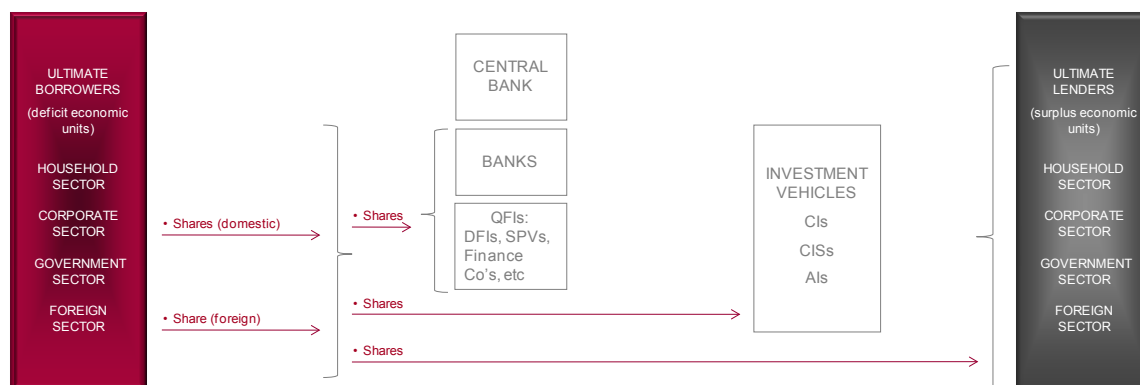 ULTIMATE
BORROWERS
(deficit economic
units)
HOUSEHOLD
SECTOR
CORPORATE
SECTOR
GOVERNMENT
SECTOR
FOREIGN
SECTOR
• Shares (domestic)
• Share (foreign)
• Shares
• Shares
• Shares
CENTRAL
BANK
BANKS
QFIs:
DFIs, SPVs,
Finance
Co's, etc
INVESTMENT
VEHICLES
CIs
CISs
AIs
ULTIMATE
LENDERS
(surplus economic
units)
HOUSEHOLD
SECTOR
CORPORATE
SECTOR
GOVERNMENT
SECTOR
FOREIGN
SECTOR